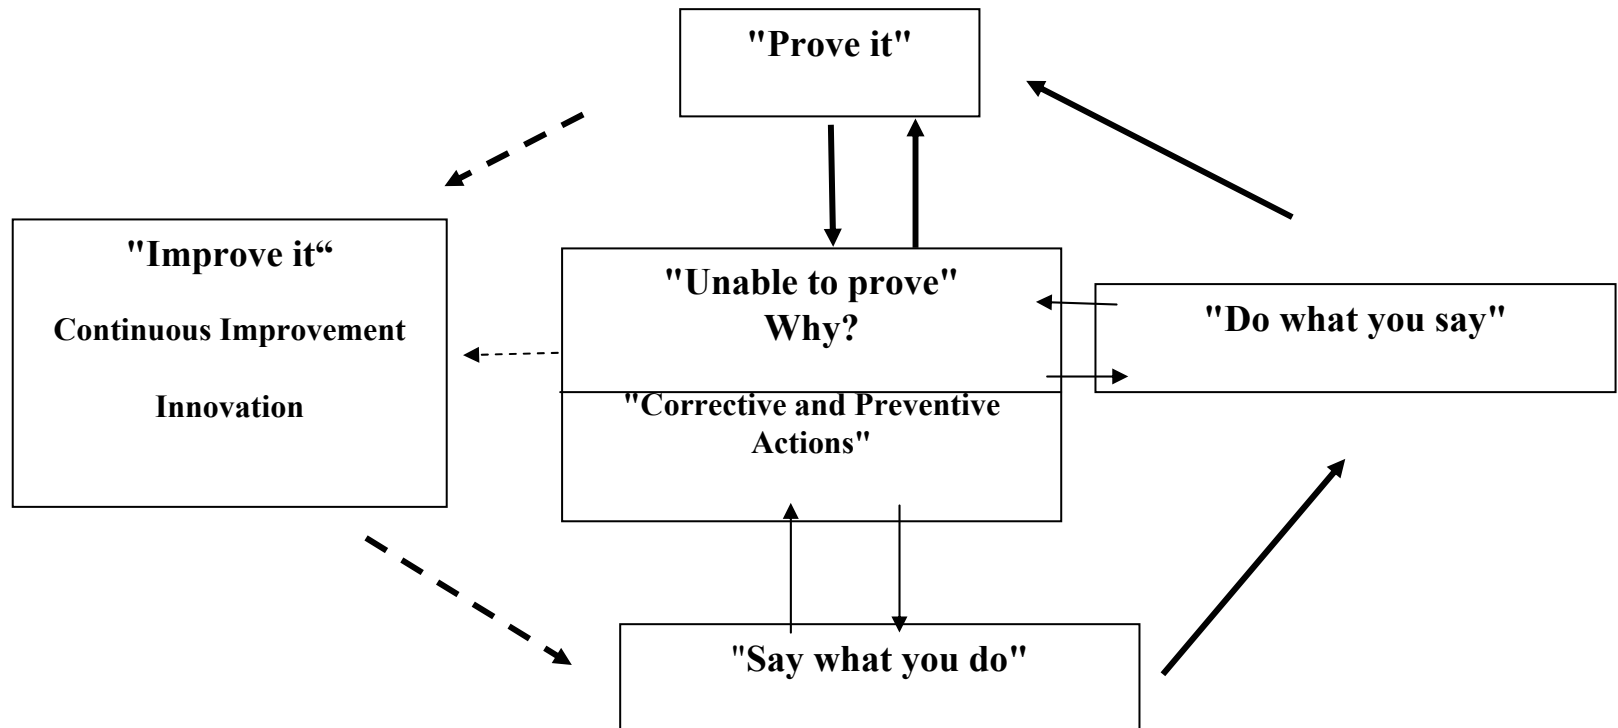 "Prove it"
"Improve it“
Continuous Improvement
Innovation
"Unable to prove"
Why?
"Corrective and Preventive
Actions"
"Do what you say"
"Say what you do"